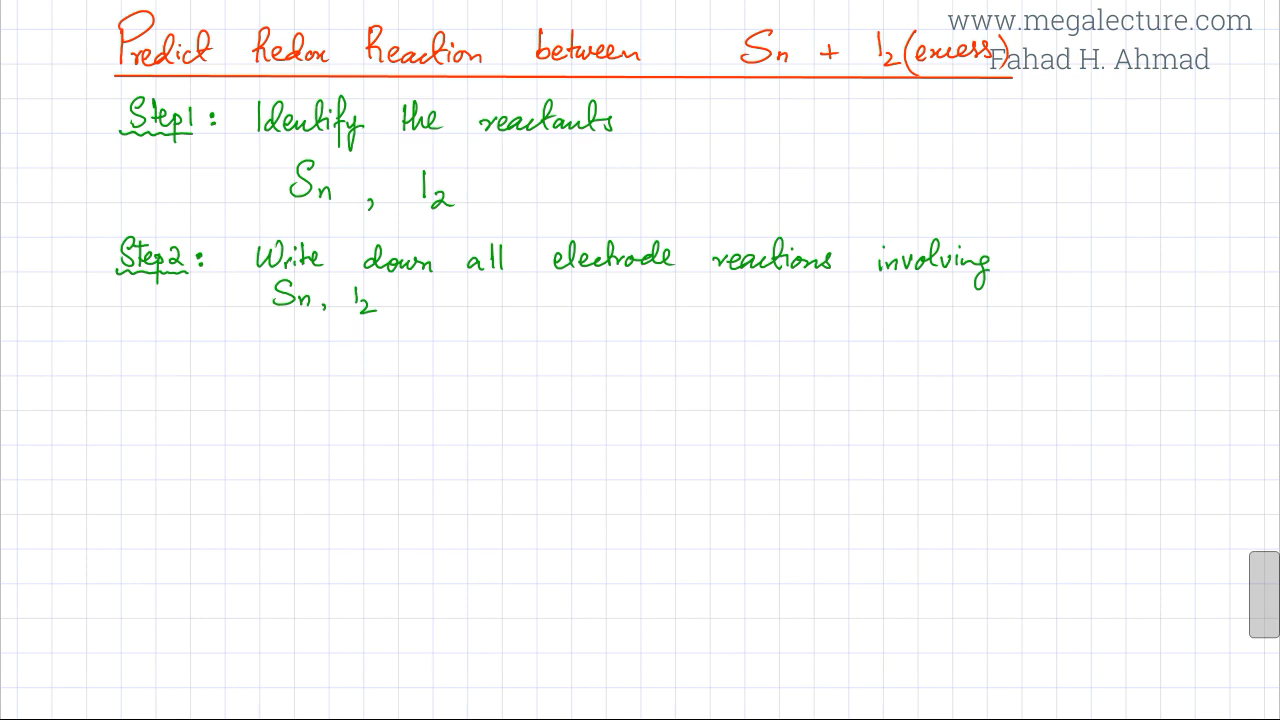 www.megalecture.com
Predict Redox Reaction between Sn + I2(excess)
Fahad H. Ahmad
Step1: Identify the reactants
Sn , I2
Step2: Write down all electrode reactions involving
Sn, I2